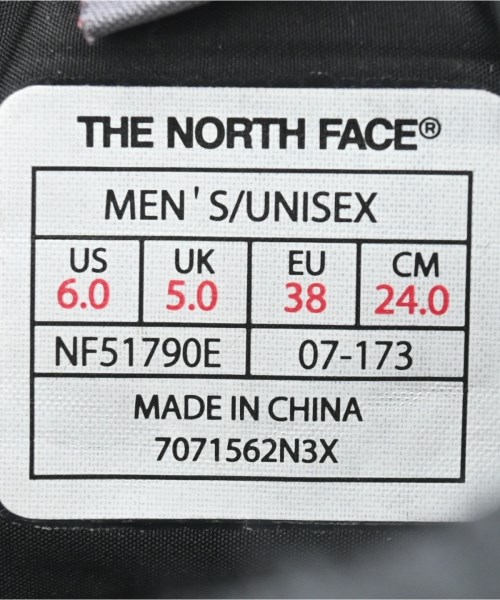 THE NORTH FACE®
MEN'S/UNISEX
US UK EU CM
6.0 5.0 38 24.0
NF51790E 07-173
MADE IN CHINA
7071562N3X